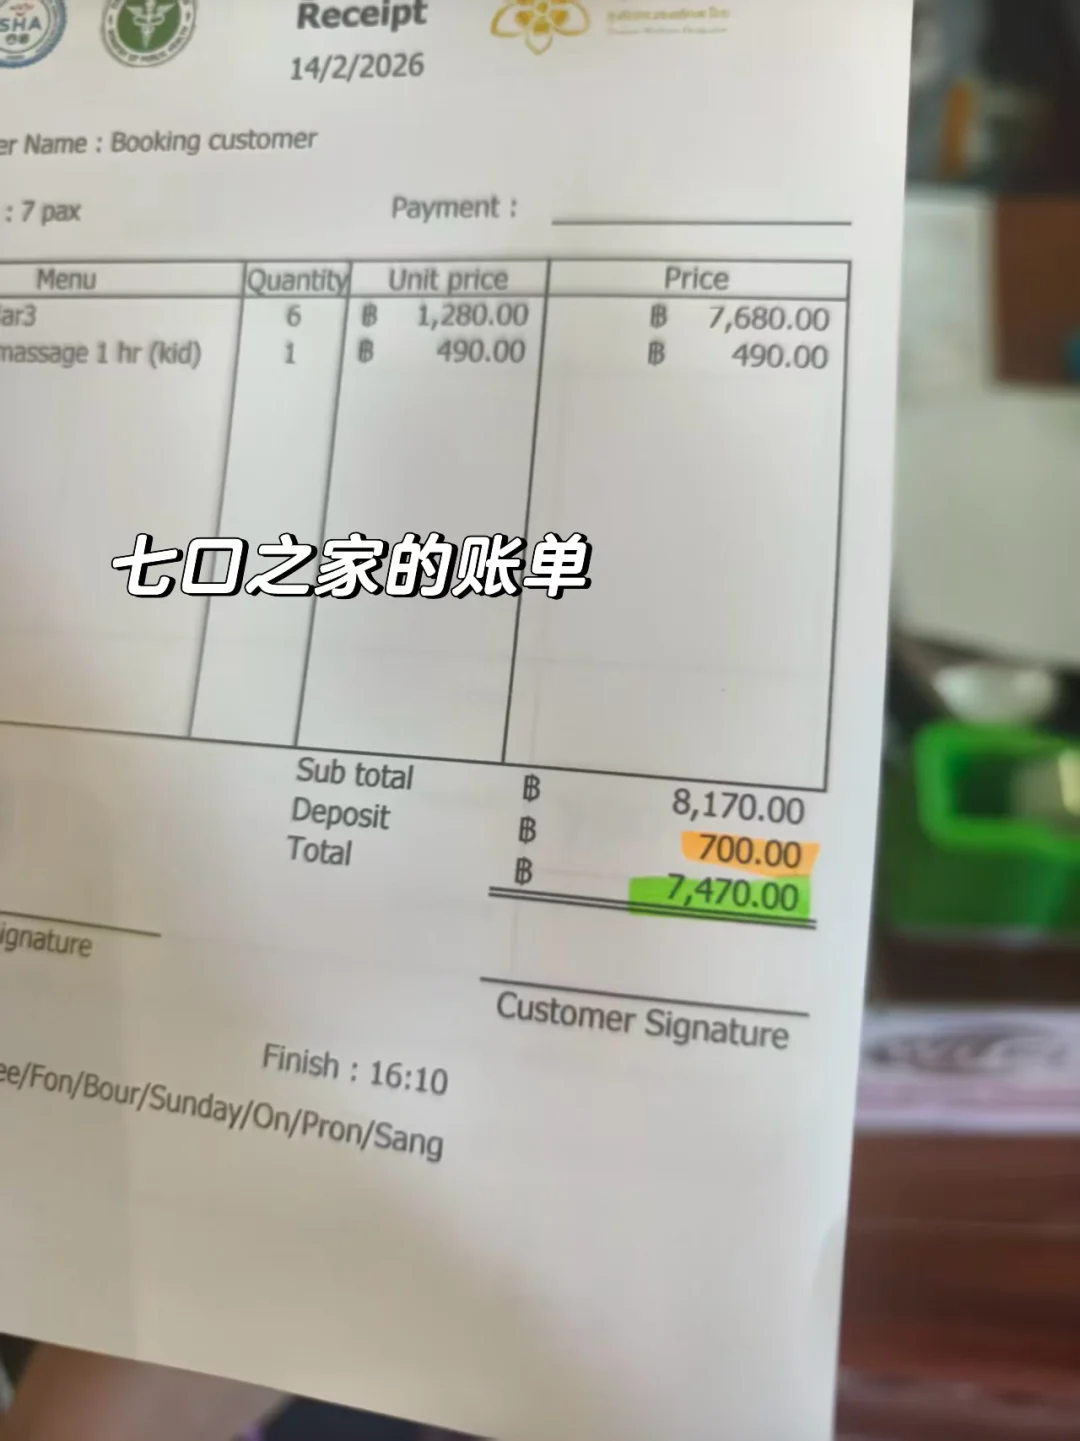 SHA
Receipt
14/2/2026
er Name : Booking customer
: 7 pax
Payment :
Menu Quantity Unit price Price
ar3 6 ฿ 1,280.00 ฿ 7,680.00
massage 1 hr (kid) 1 ฿ 490.00 ฿ 490.00
七口之家的账单
Sub total ฿ 8,170.00
Deposit ฿ 700.00
Total ฿ 7,470.00
ignature
Customer Signature
Finish : 16:10
ee/Fon/Bour/Sunday/On/Pron/Sang